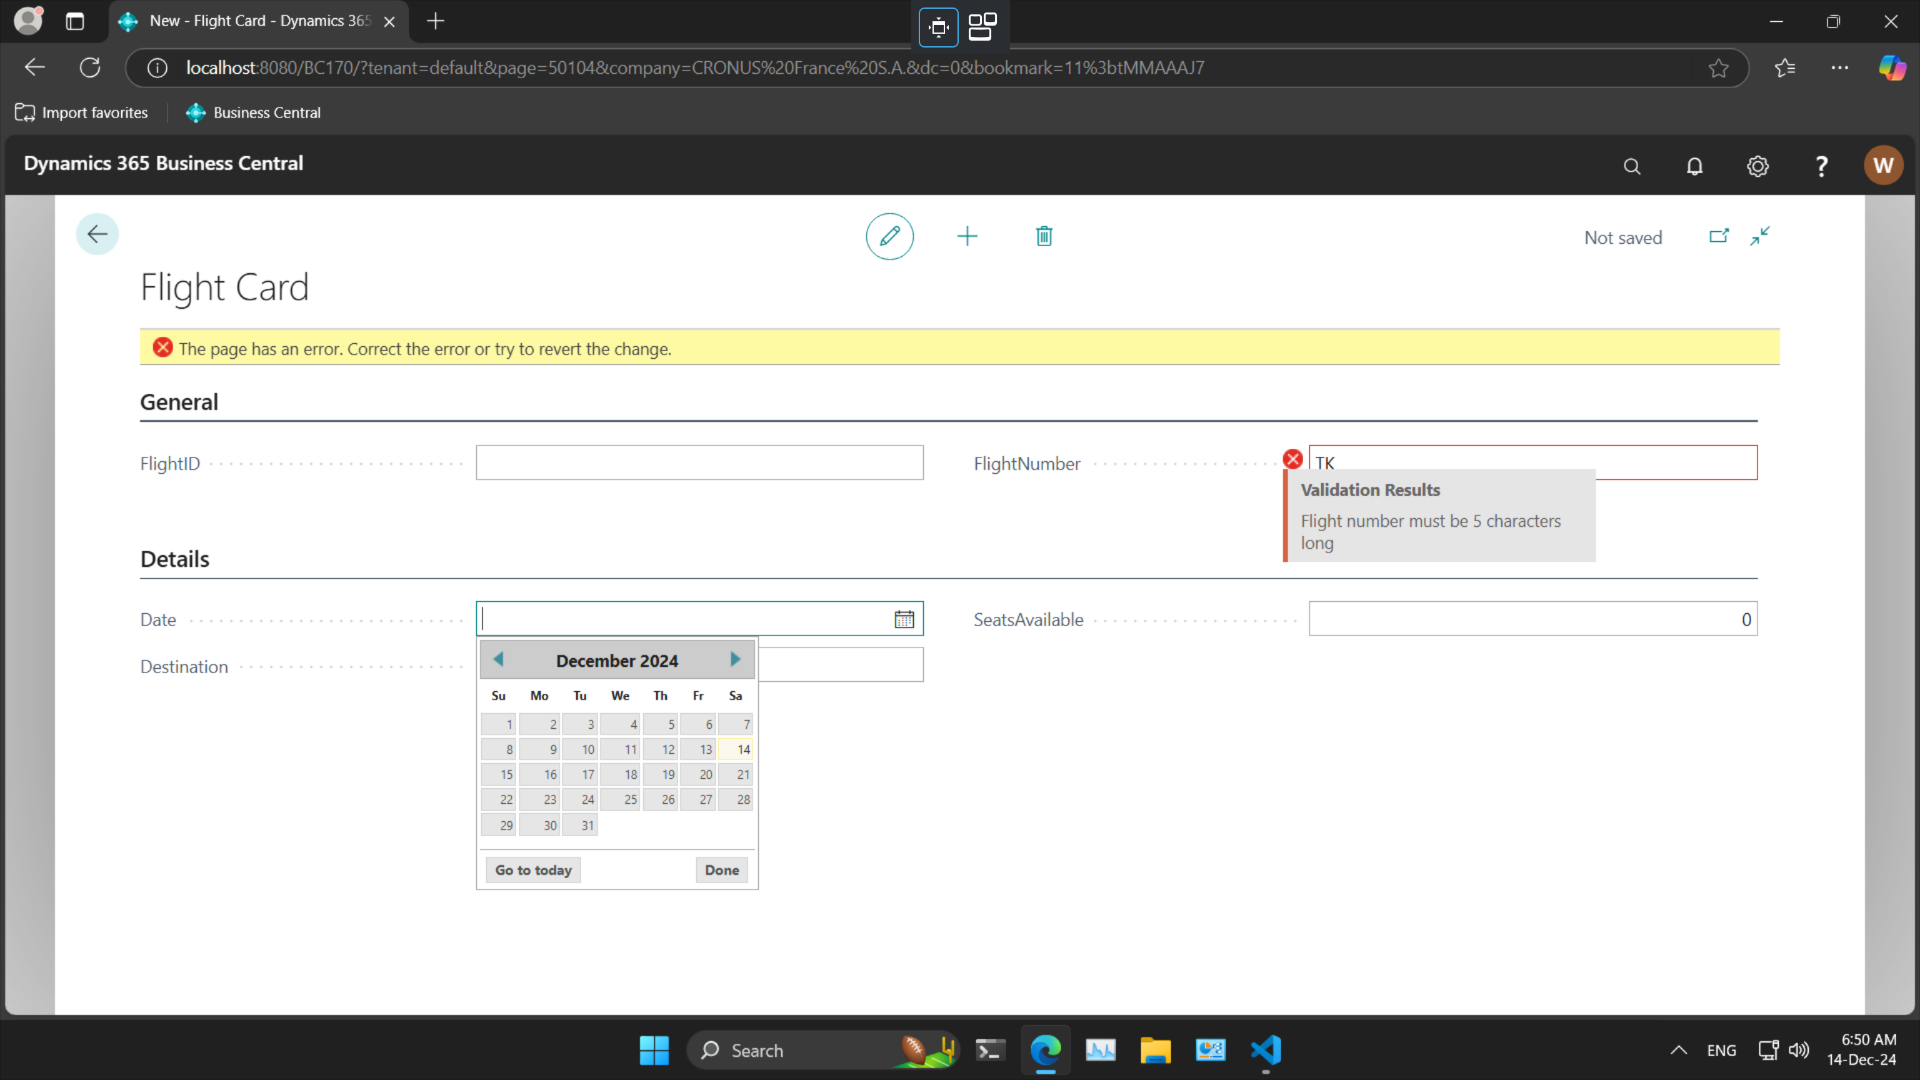 New - Flight Card - Dynamics 365
localhost:8080/BC170/?tenant=default&page=50104&company=CRONUS%20France%20S.A.&dc=0&bookmark=11%3btMMAAAJ7
Import favorites
Business Central
Dynamics 365 Business Central
?
W
Not saved
Flight Card
The page has an error. Correct the error or try to revert the change.
General
FlightID
FlightNumber
TK
Validation Results
Flight number must be 5 characters
long
Details
Date
SeatsAvailable
0
Destination
December 2024
Su Mo Tu We Th Fr Sa
1 2 3 4 5 6 7
8 9 10 11 12 13 14
15 16 17 18 19 20 21
22 23 24 25 26 27 28
29 30 31
Go to today
Done
Search
ENG
6:50 AM
14-Dec-24